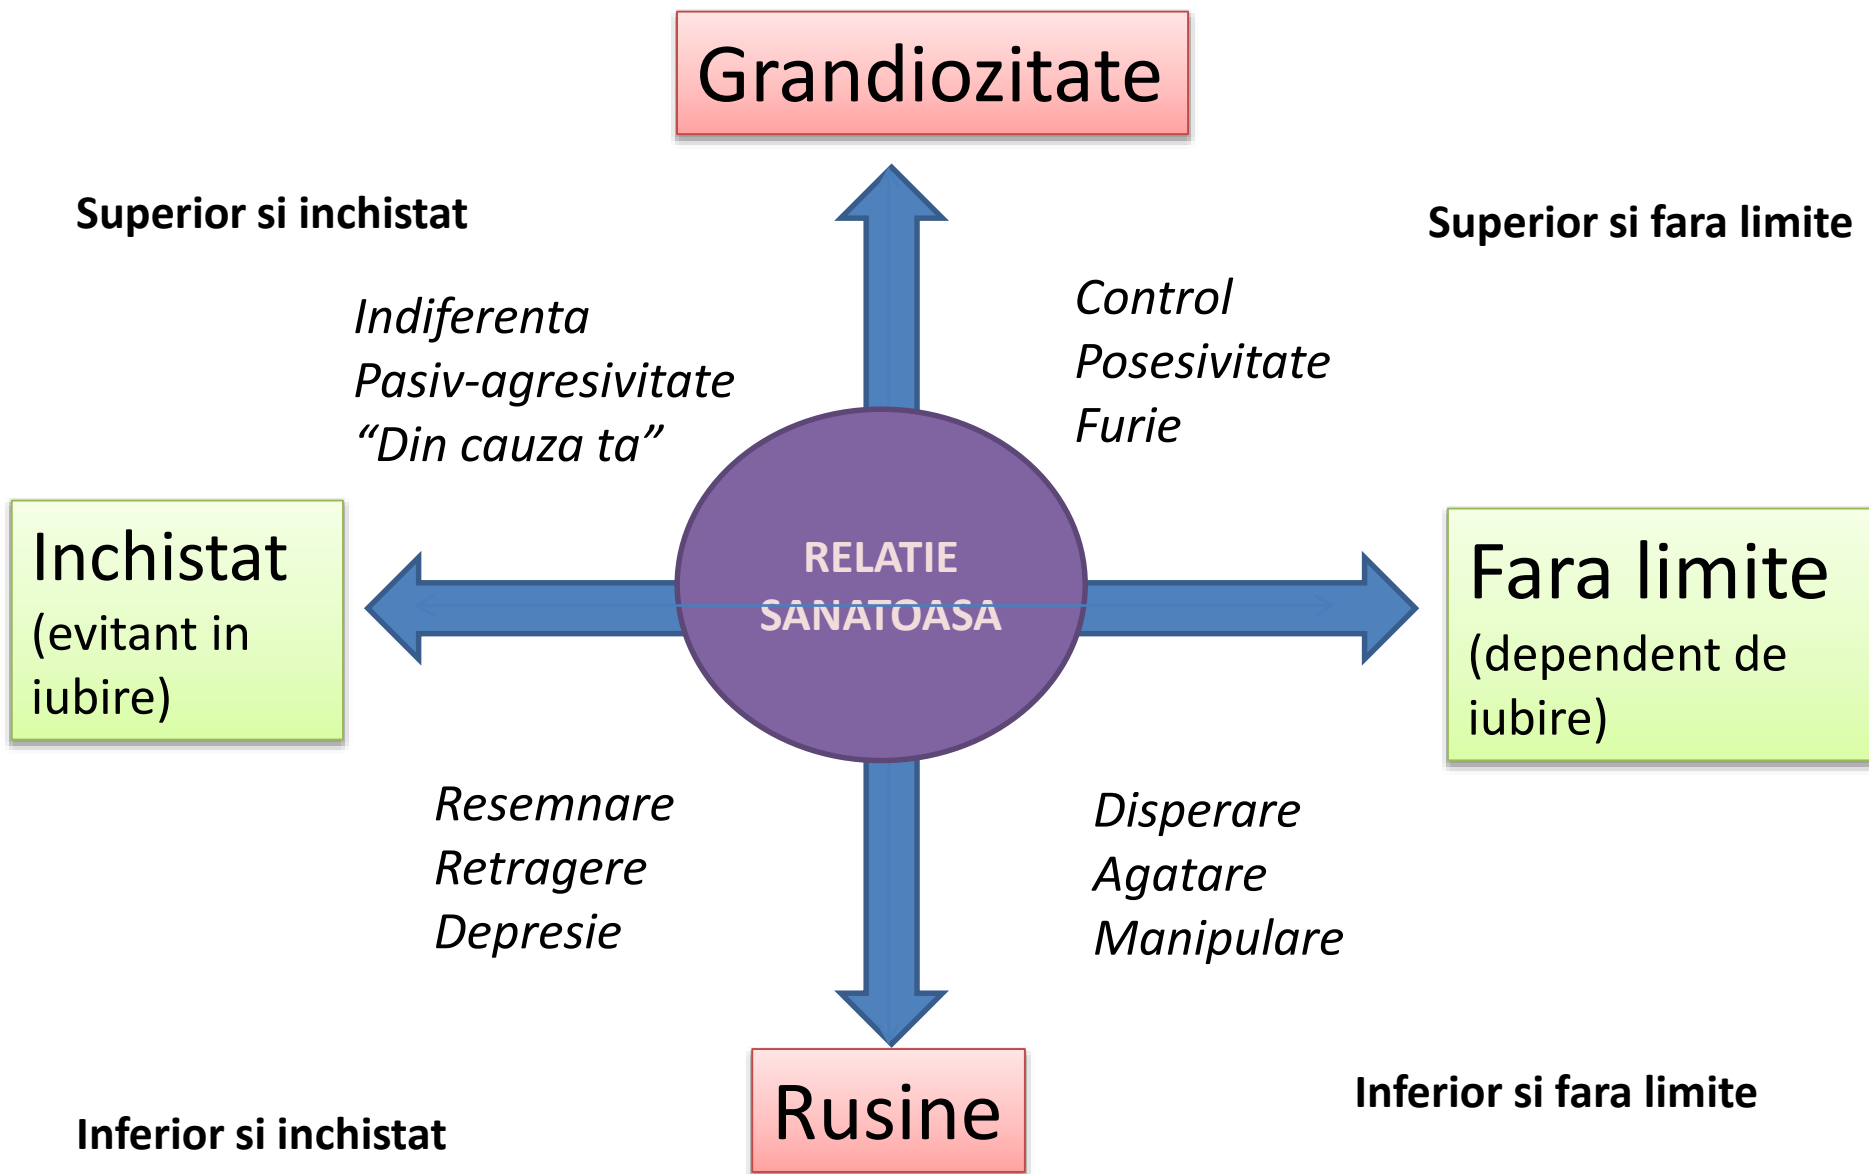 Grandiozitate
Superior si inchistat
Superior si fara limite
Indiferenta
Pasiv-agresivitate
“Din cauza ta”
Control
Posesivitate
Furie
Inchistat
(evitant in
iubire)
RELATIE
SANATOASA
Fara limite
(dependent de
iubire)
Resemnare
Retragere
Depresie
Disperare
Agatare
Manipulare
Rusine
Inferior si inchistat
Inferior si fara limite